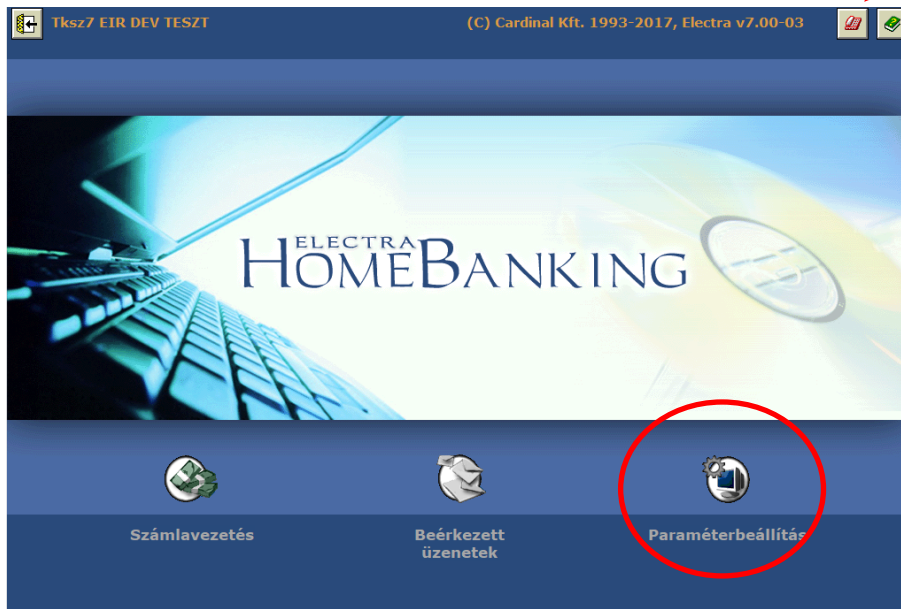 Tksz7 EIR DEV TESZT
(C) Cardinal Kft. 1993-2017, Electra v7.00-03
ELECTRA
HOMEBANKING
Számlavezetés
Beérkezett
üzenetek
Paraméterbeállítás